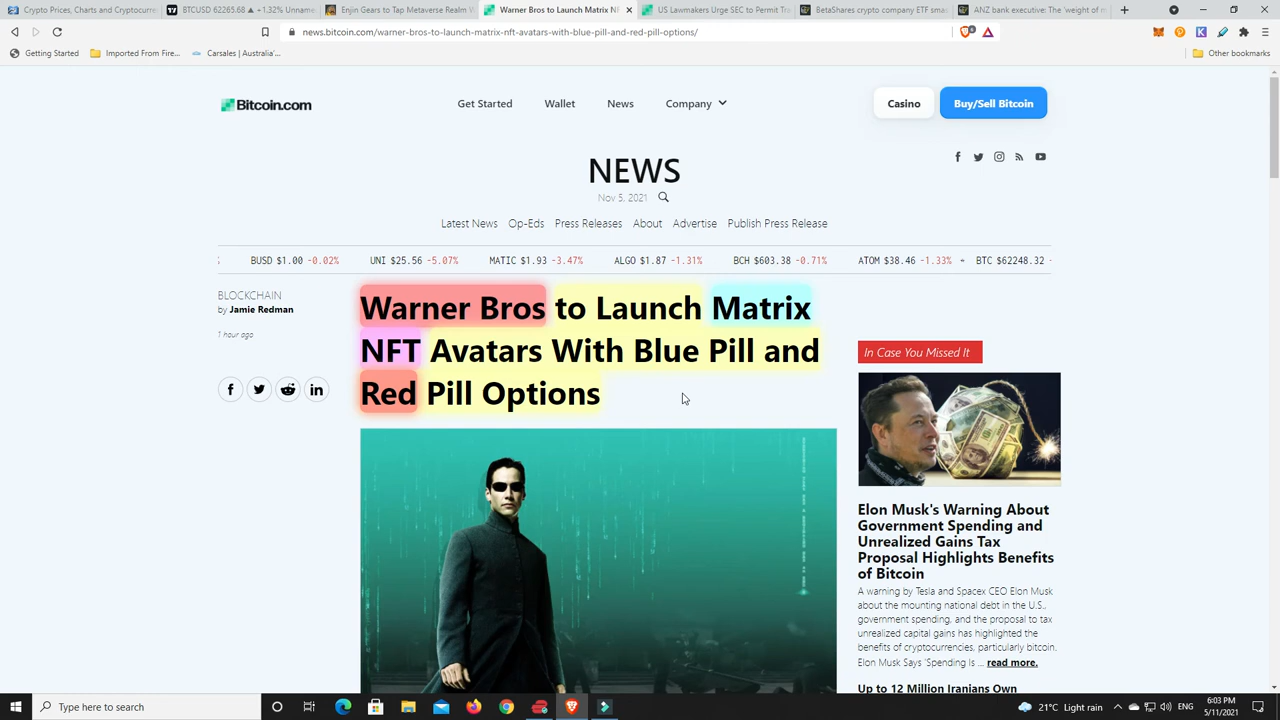 Crypto Prices, Charts and Cryptocurre
BTCUSD 62265.68 ▲ +1.32% Unname
Enjin Gears to Tap Metaverse Realm V
Warner Bros to Launch Matrix NF
US Lawmakers Urge SEC to Permit Tr
BetaShares crypto company ETF smas
ANZ bank executive: The 'weight of m
news.bitcoin.com/warner-bros-to-launch-matrix-nft-avatars-with-blue-pill-and-red-pill-options/
Getting Started
Imported From Fire...
Carsales | Australia'...
Other bookmarks
Bitcoin.com
Get Started
Wallet
News
Company
Casino
Buy/Sell Bitcoin
NEWS
Nov 5, 2021
Latest News Op-Eds Press Releases About Advertise Publish Press Release
% BUSD $1.00 -0.02% UNI $25.56 -5.07% MATIC $1.93 -3.47% ALGO $1.87 -1.31% BCH $603.38 -0.71% ATOM $38.46 -1.33% BTC $62248.32 -
BLOCKCHAIN
by Jamie Redman
1 hour ago
Warner Bros to Launch Matrix
NFT Avatars With Blue Pill and
Red Pill Options
In Case You Missed It
Elon Musk's Warning About
Government Spending and
Unrealized Gains Tax
Proposal Highlights Benefits
of Bitcoin
A warning by Tesla and Spacex CEO Elon Musk
about the mounting national debt in the U.S.,
government spending, and the proposal to tax
unrealized capital gains has highlighted the
benefits of cryptocurrencies, particularly bitcoin.
Elon Musk Says 'Spending Is ... read more.
Up to 12 Million Iranians Own
Type here to search
21°C Light rain
ENG
6:03 PM
5/11/2021